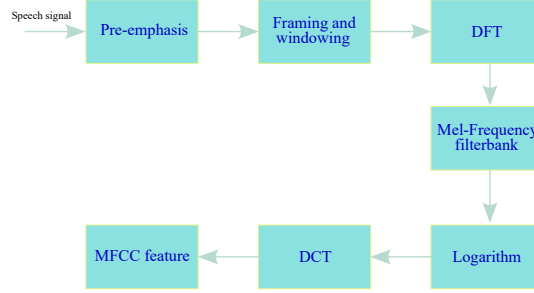 Speech signal
Pre-emphasis
Framing and
windowing
DFT
Mel-Frequency
filterbank
Logarithm
DCT
MFCC feature